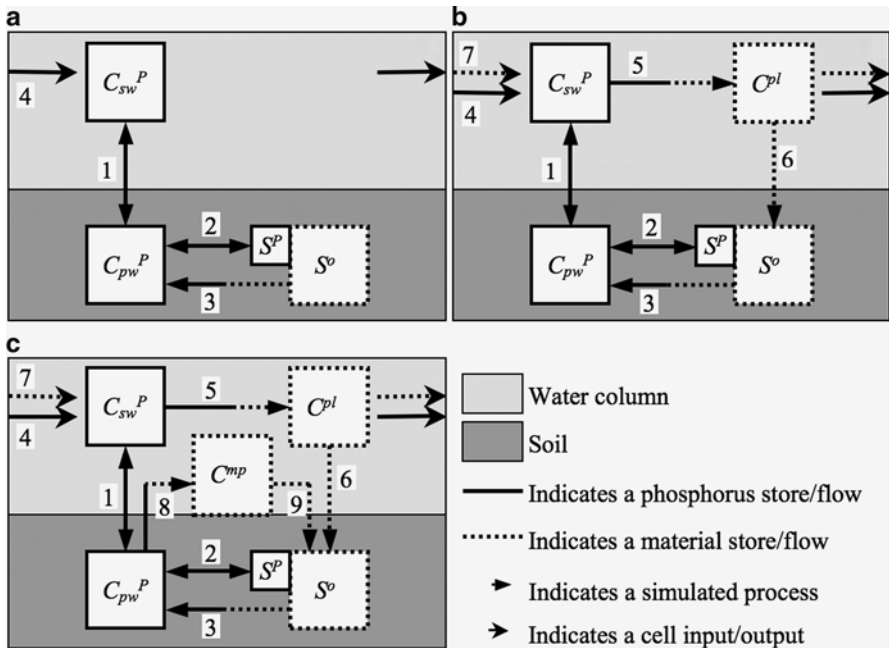 a
4
C_sw^P
1
2
C_pw^P
S^P
S^o
3
b
7
4
C_sw^P
5
C^pl
1
6
2
C_pw^P
S^P
S^o
3
c
7
4
C_sw^P
5
C^pl
C^mp
1
8
9
6
2
C_pw^P
S^P
S^o
3
Water column
Soil
Indicates a phosphorus store/flow
Indicates a material store/flow
Indicates a simulated process
Indicates a cell input/output